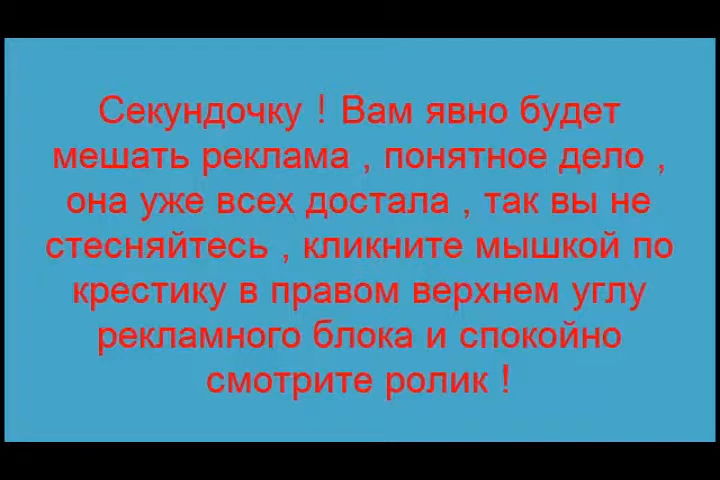 Секундочку ! Вам явно будет
мешать реклама , понятное дело ,
она уже всех достала , так вы не
стесняйтесь , кликните мышкой по
крестику в правом верхнем углу
рекламного блока и спокойно
смотрите ролик !